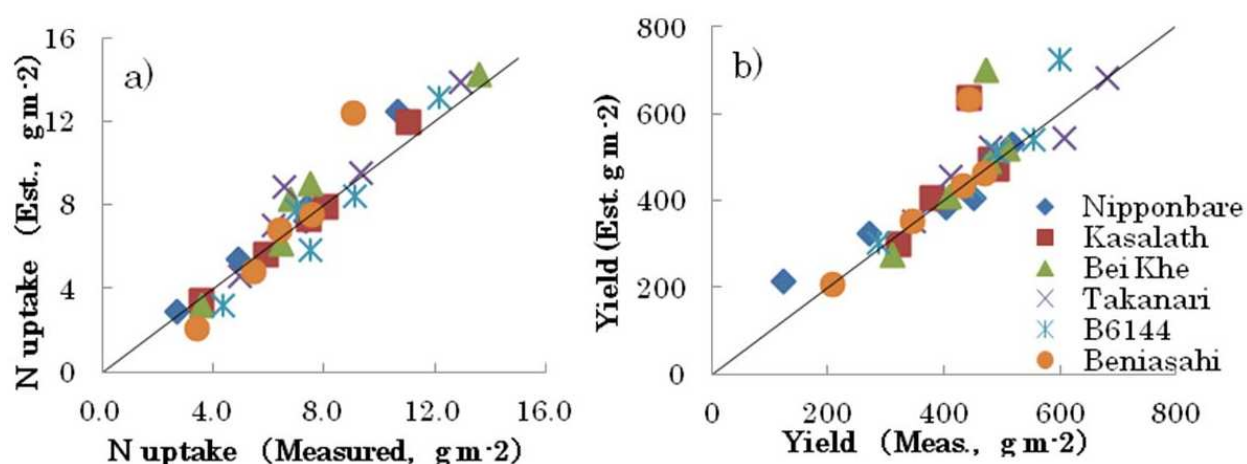 a)
16
12
8
4
0
0.0 4.0 8.0 12.0 16.0
N uptake (Est., g m-2)
N uptake (Measured, g m-2)
b)
800
600
400
200
0
0 200 400 600 800
Yield (Est. g m-2)
Yield (Meas., g m-2)
Nipponbare
Kasalath
Bei Khe
Takanari
B6144
Beniasahi